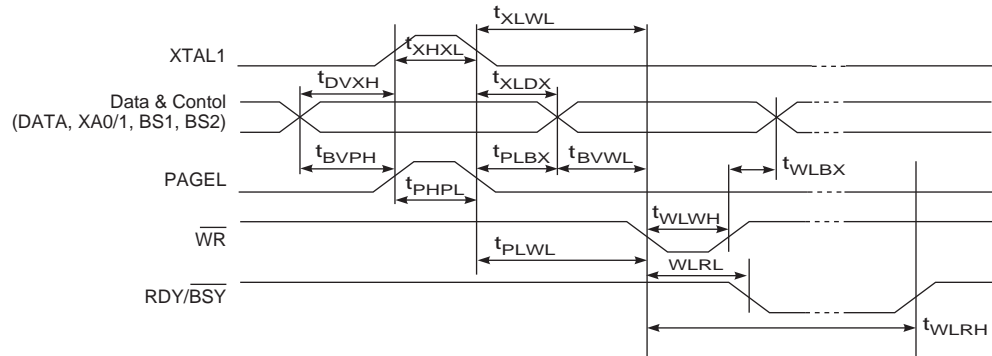 tXLWL
XTAL1
tXHXL
tDVXH
tXLDX
Data & Contol
(DATA, XA0/1, BS1, BS2)
tBVPH
tPLBX
tBVWL
tWLBX
PAGEL
tPHPL
tWLWH
WR
tPLWL
WLRL
RDY/BSY
tWLRH